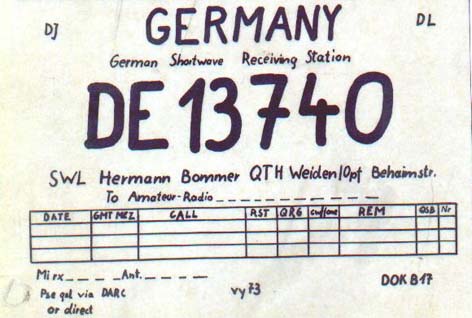 DJ GERMANY DL
German Shortwave Receiving Station
DE 13740
SWL Hermann Bommer QTH Weiden/Opf Behaimstr.
To Amateur-Radio
DATE GMT MEZ CALL RST QRG cw/fone REM QSB Nr
Mi rx Ant. DOK B17
Pse qsl via DARC vy 73
or direct